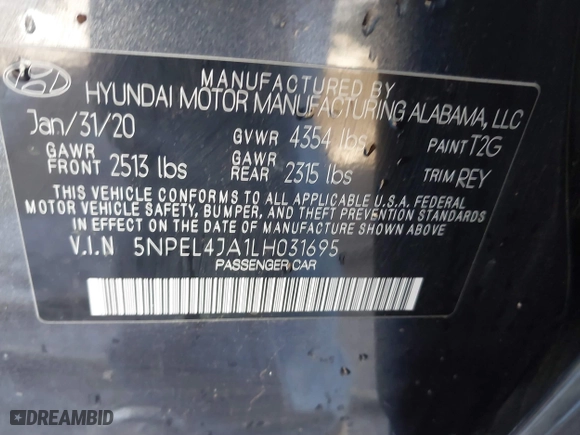 MANUFACTURED BY
HYUNDAI MOTOR MANUFACTURING ALABAMA, LLC
Jan/31/20 GVWR 4354 lbs PAINT T2G
GAWR FRONT 2513 lbs GAWR REAR 2315 lbs TRIM REY
THIS VEHICLE CONFORMS TO ALL APPLICABLE U.S.A. FEDERAL
MOTOR VEHICLE SAFETY, BUMPER, AND THEFT PREVENTION STANDARDS
IN EFFECT ON THE DATE OF MANUFACTURE SHOWN ABOVE.
V.I.N 5NPEL4JA1LH031695
PASSENGER CAR
DREAMBID